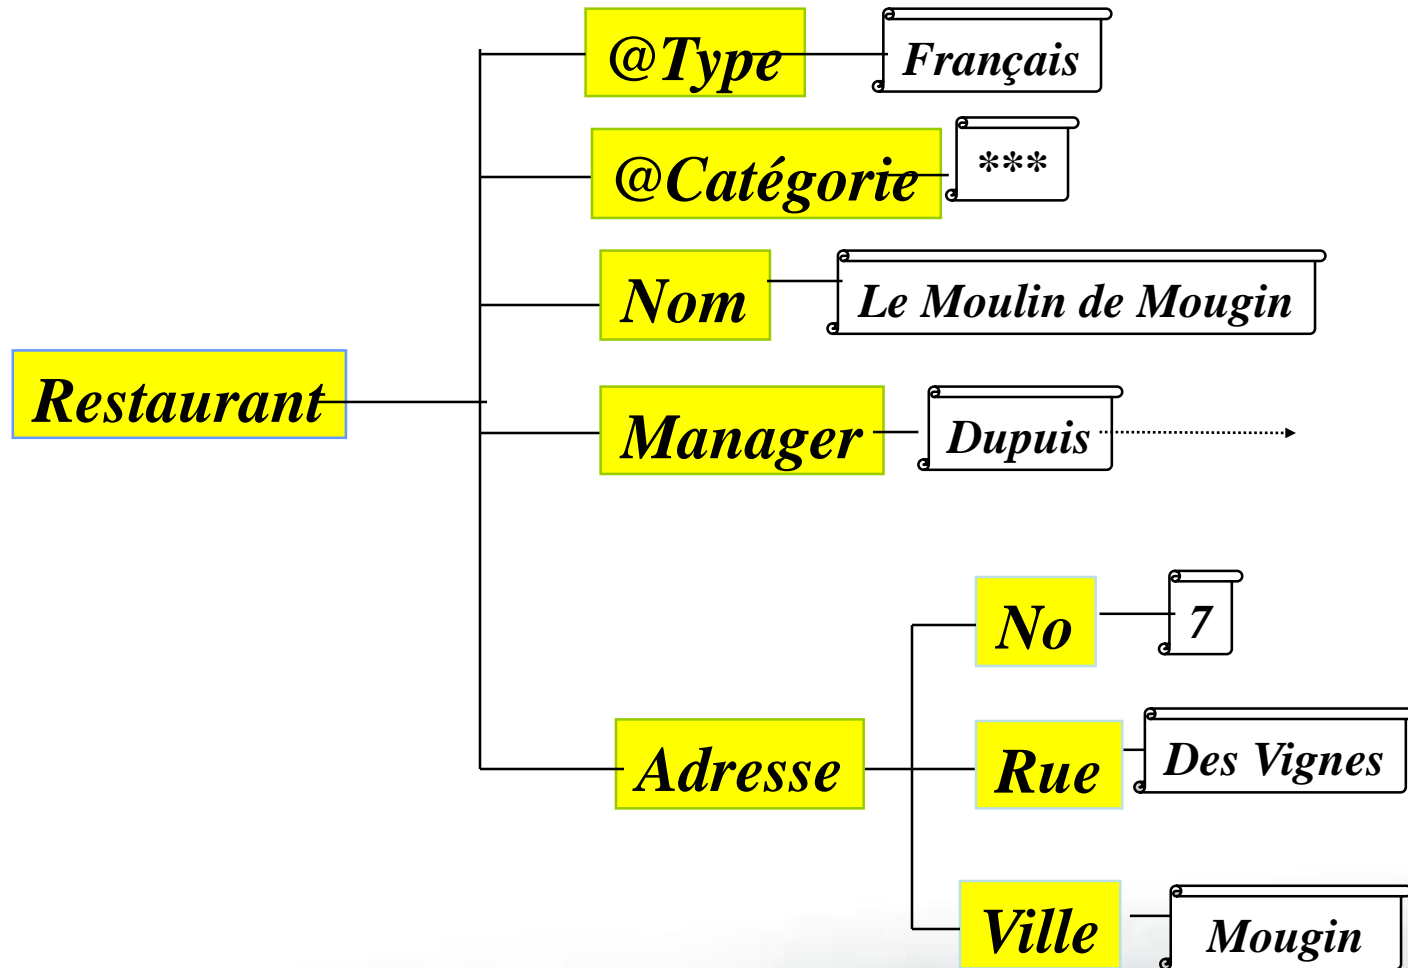 @Type
Français
@Catégorie
***
Nom
Le Moulin de Mougin
Restaurant
Manager
Dupuis
No
7
Adresse
Rue
Des Vignes
Ville
Mougin